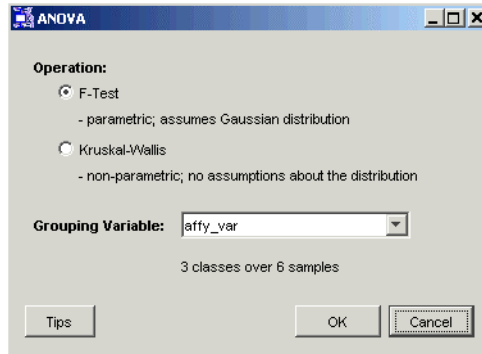 ANOVA
Operation:
F-Test
- parametric; assumes Gaussian distribution
Kruskal-Wallis
- non-parametric; no assumptions about the distribution
Grouping Variable: affy_var
3 classes over 6 samples
Tips OK Cancel